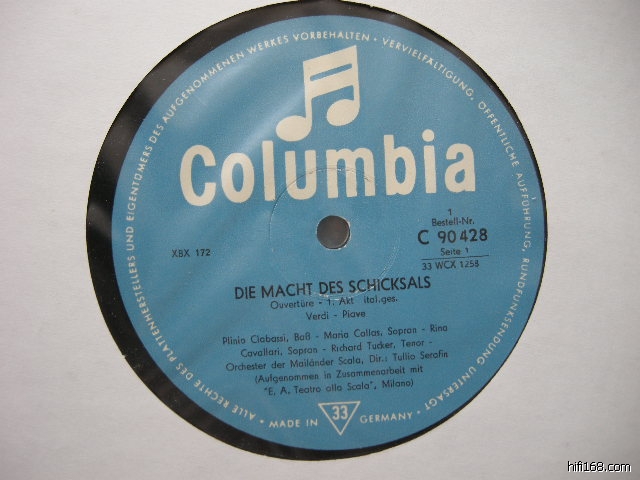 ALLE RECHTE DES PLATTENHERSTELLERS UND EIGENTÜMERS DES AUFGENOMMENEN WERKES VORBEHALTEN · VERVIELFÄLTIGUNG, ÖFFENTLICHE AUFFÜHRUNG, RUNDFUNKSENDUNG UNTERSAGT ·
Columbia
1
Bestell-Nr.
C 90 428
XBX 172
Seite 1
33 WCX 1258
DIE MACHT DES SCHICKSALS
Ouvertüre - 1. Akt ital.ges.
Verdi - Piave
Plinio Clabassi, Baß - Maria Callas, Sopran - Rina
Cavallari, Sopran - Richard Tucker, Tenor -
Orchester der Mailänder Scala, Dir.: Tullio Serafin
(Aufgenommen in Zusammenarbeit mit
"E, A, Teatro alla Scala", Milano)
MADE IN 33 GERMANY
hifi168.com